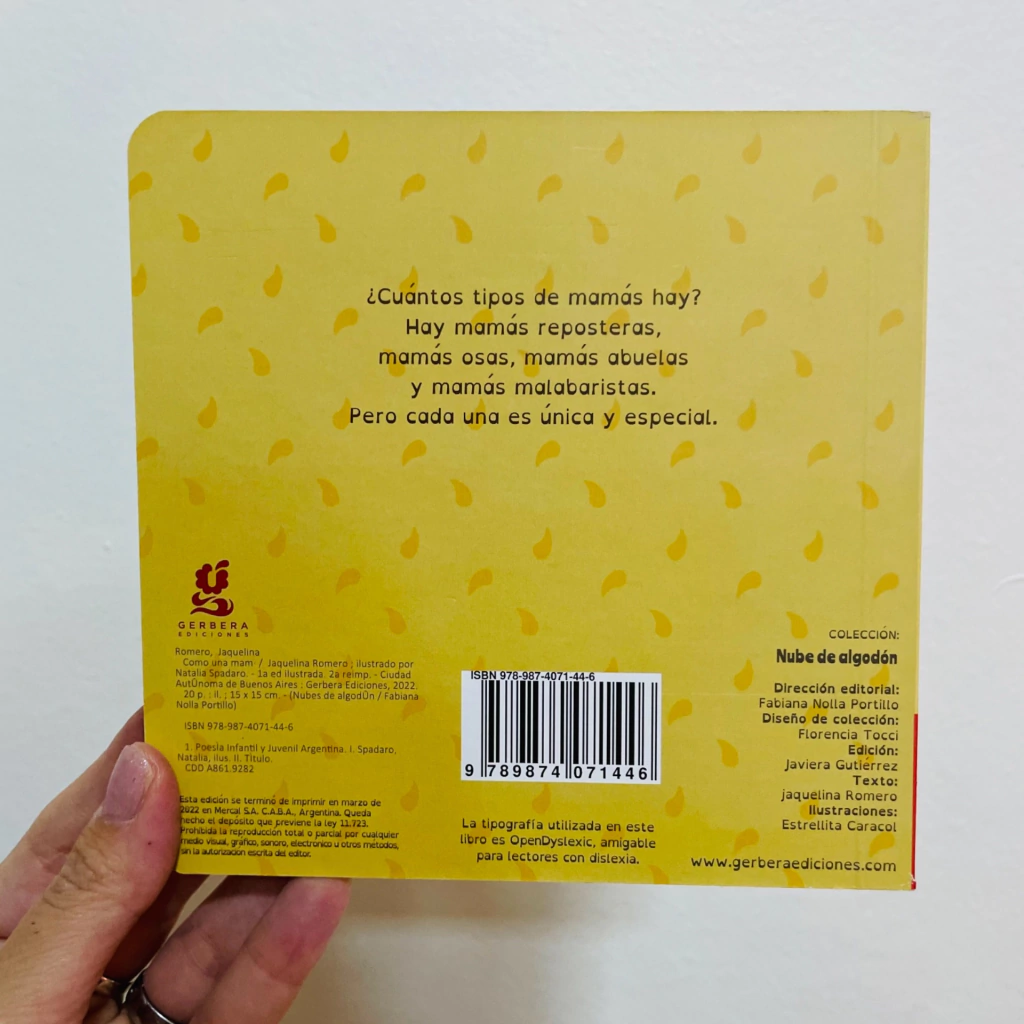 ¿Cuántos tipos de mamás hay?
Hay mamás reposteras,
mamás osas, mamás abuelas
y mamás malabaristas.
Pero cada una es única y especial.
GERBERA
EDICIONES
Romero, Jaquelina
Como una mam / Jaquelina Romero ; ilustrado por
Natalia Spadaro. - 1a ed ilustrada. 2a reimp. - Ciudad
AutÛnoma de Buenos Aires : Gerbera Ediciones, 2022.
20 p. : il. ; 15 x 15 cm. - (Nubes de algodÛn / Fabiana
Nolla Portillo)
ISBN 978-987-4071-44-6
1. Poesía Infantil y Juvenil Argentina. I. Spadaro,
Natalia, ilus. II. Título.
CDD A861.9282
Esta edición se terminó de imprimir en marzo de
2022 en Mercal S.A. C.A.B.A., Argentina. Queda
hecho el depósito que previene la ley 11.723.
Prohibida la reproducción total o parcial por cualquier
medio visual, gráfico, sonoro, electrónico u otros métodos,
sin la autorización escrita del editor.
ISBN 978-987-4071-44-6
9 789874 071446
La tipografía utilizada en este
libro es OpenDyslexic, amigable
para lectores con dislexia.
COLECCIÓN:
Nube de algodón
Dirección editorial:
Fabiana Nolla Portillo
Diseño de colección:
Florencia Tocci
Edición:
Javiera Gutiérrez
Texto:
Jaquelina Romero
Ilustraciones:
Estrellita Caracol
www.gerberaediciones.com